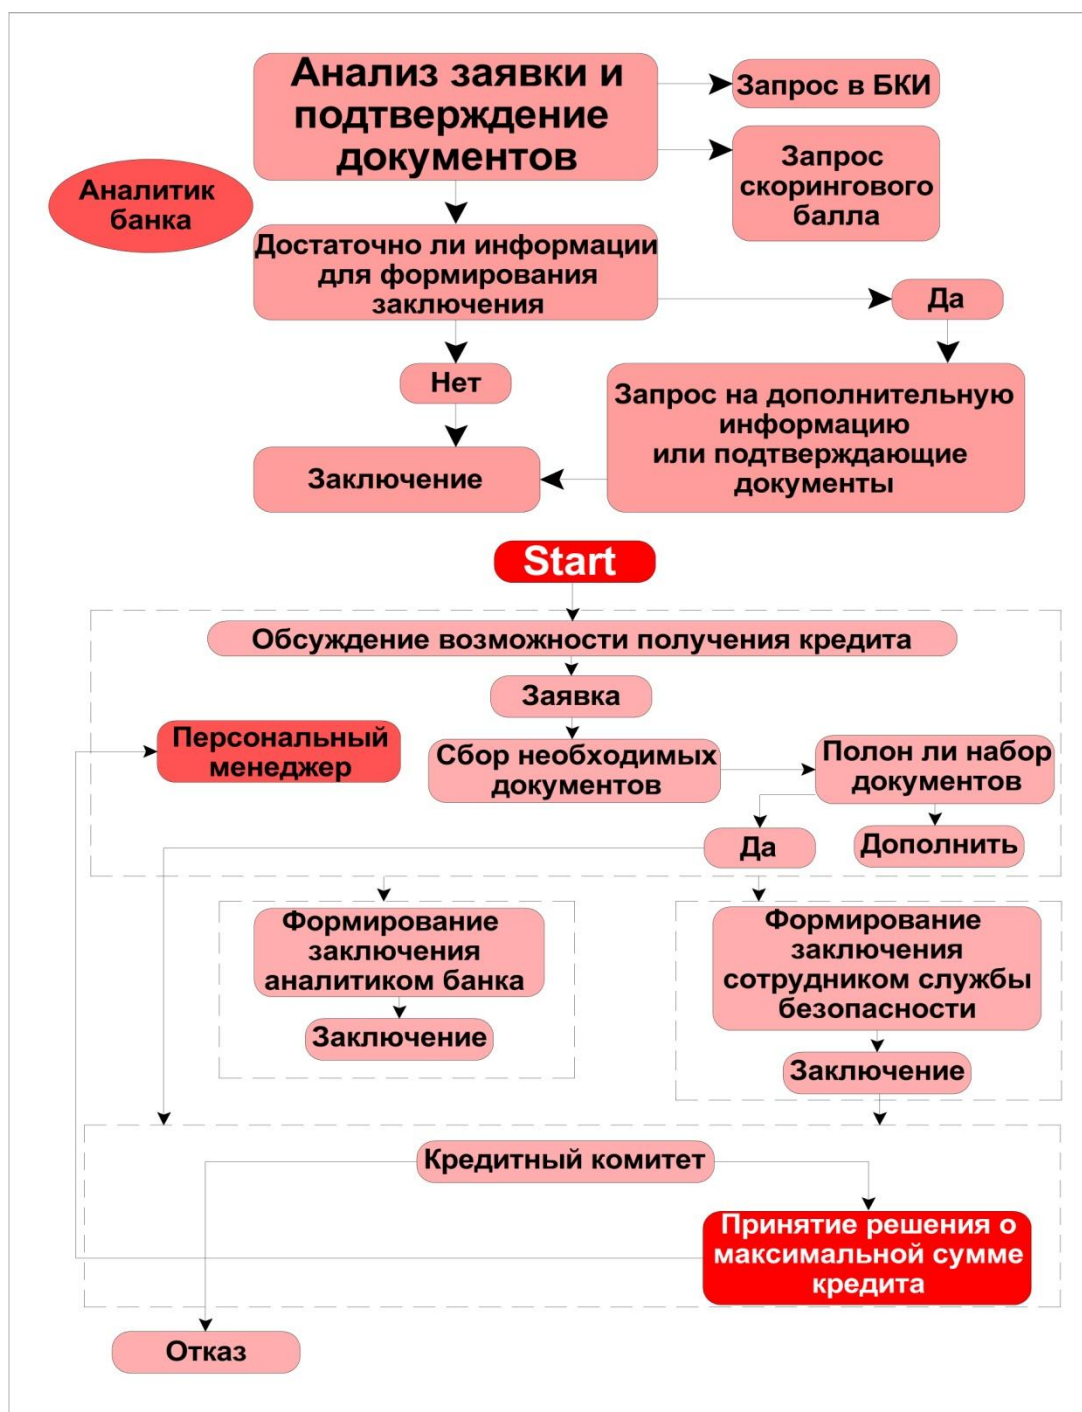 Анализ заявки и
подтверждение
документов
Запрос в БКИ
Запрос
скорингового
балла
Аналитик
банка
Достаточно ли информации
для формирования
заключения
Да
Нет
Запрос на дополнительную
информацию
или подтверждающие
документы
Заключение
Start
Обсуждение возможности получения кредита
Заявка
Персональный
менеджер
Сбор необходимых
документов
Полон ли набор
документов
Да
Дополнить
Формирование
заключения
аналитиком банка
Заключение
Формирование
заключения
сотрудником службы
безопасности
Заключение
Кредитный комитет
Принятие решения о
максимальной сумме
кредита
Отказ